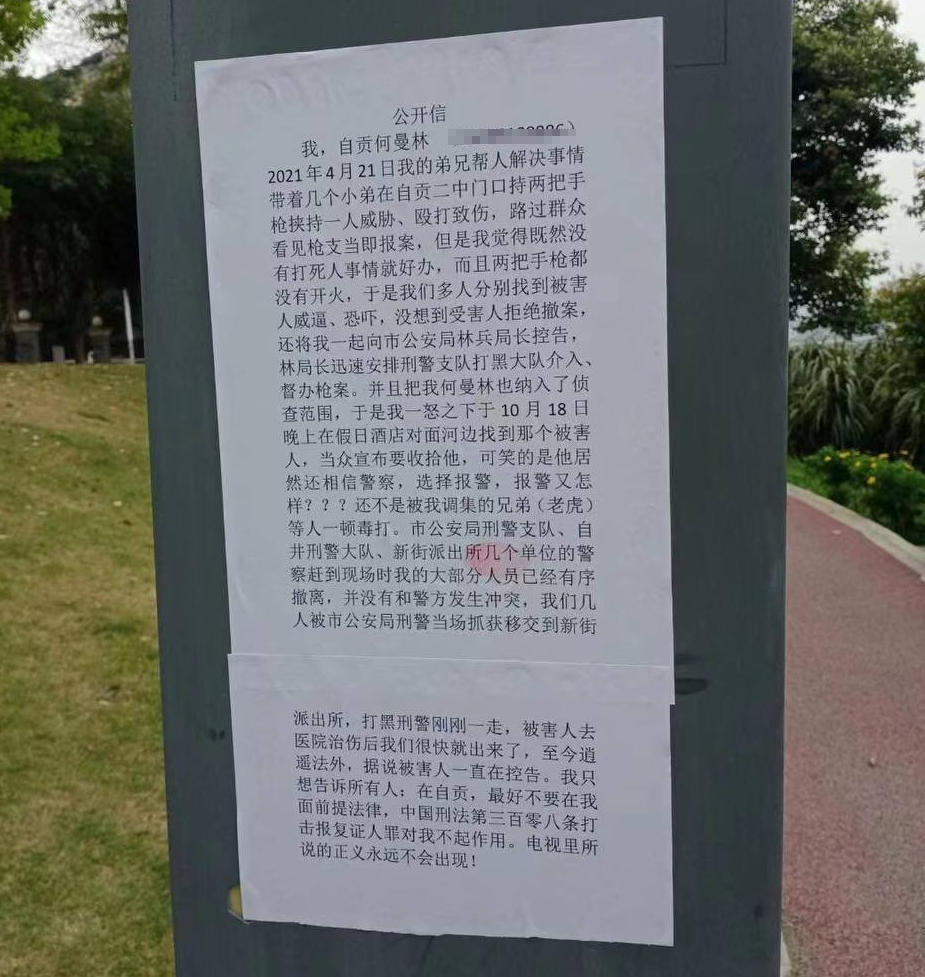 公开信
我，自贡何曼林
2021年4月21日我的弟兄帮人解决事情
带着几个小弟在自贡二中门口持两把手
枪挟持一人威胁、殴打致伤，路过群众
看见枪支当即报案，但是我觉得既然没
有打死人事情就好办，而且两把手枪都
没有开火，于是我们多人分别找到被害
人威逼、恐吓，没想到受害人拒绝撤案，
还将我一起向市公安局林兵局长控告，
林局长迅速安排刑警支队打黑大队介入、
督办枪案。并且把我何曼林也纳入了侦
查范围，于是我一怒之下于10月18日
晚上在假日酒店对面河边找到那个被害
人，当众宣布要收拾他，可笑的是他居
然还相信警察，选择报警，报警又怎
样？？？还不是被我调集的兄弟（老虎）
等人一顿毒打。市公安局刑警支队、自
井刑警大队、新街派出所几个单位的警
察赶到现场时我的大部分人员已经有序
撤离，并没有和警方发生冲突，我们几
人被市公安局刑警当场抓获移交到新街
派出所，打黑刑警刚刚一走，被害人去
医院治伤后我们很快就出来了，至今逍
遥法外，据说被害人一直在控告。我只
想告诉所有人；在自贡，最好不要在我
面前提法律，中国刑法第三百零八条打
击报复证人罪对我不起作用。电视里所
说的正义永远不会出现！